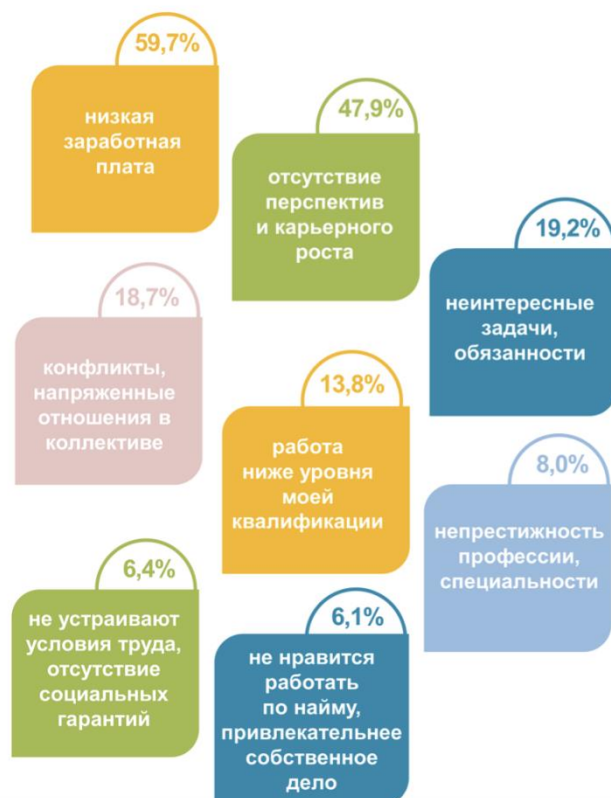 59,7%
низкая
заработная
плата
47,9%
отсутствие
перспектив
и карьерного
роста
19,2%
неинтересные
задачи,
обязанности
18,7%
конфликты,
напряженные
отношения в
коллективе
13,8%
работа
ниже уровня
моей
квалификации
8,0%
непрестижность
профессии,
специальности
6,4%
не устраивают
условия труда,
отсутствие
социальных
гарантий
6,1%
не нравится
работать
по найму,
привлекательнее
собственное
дело